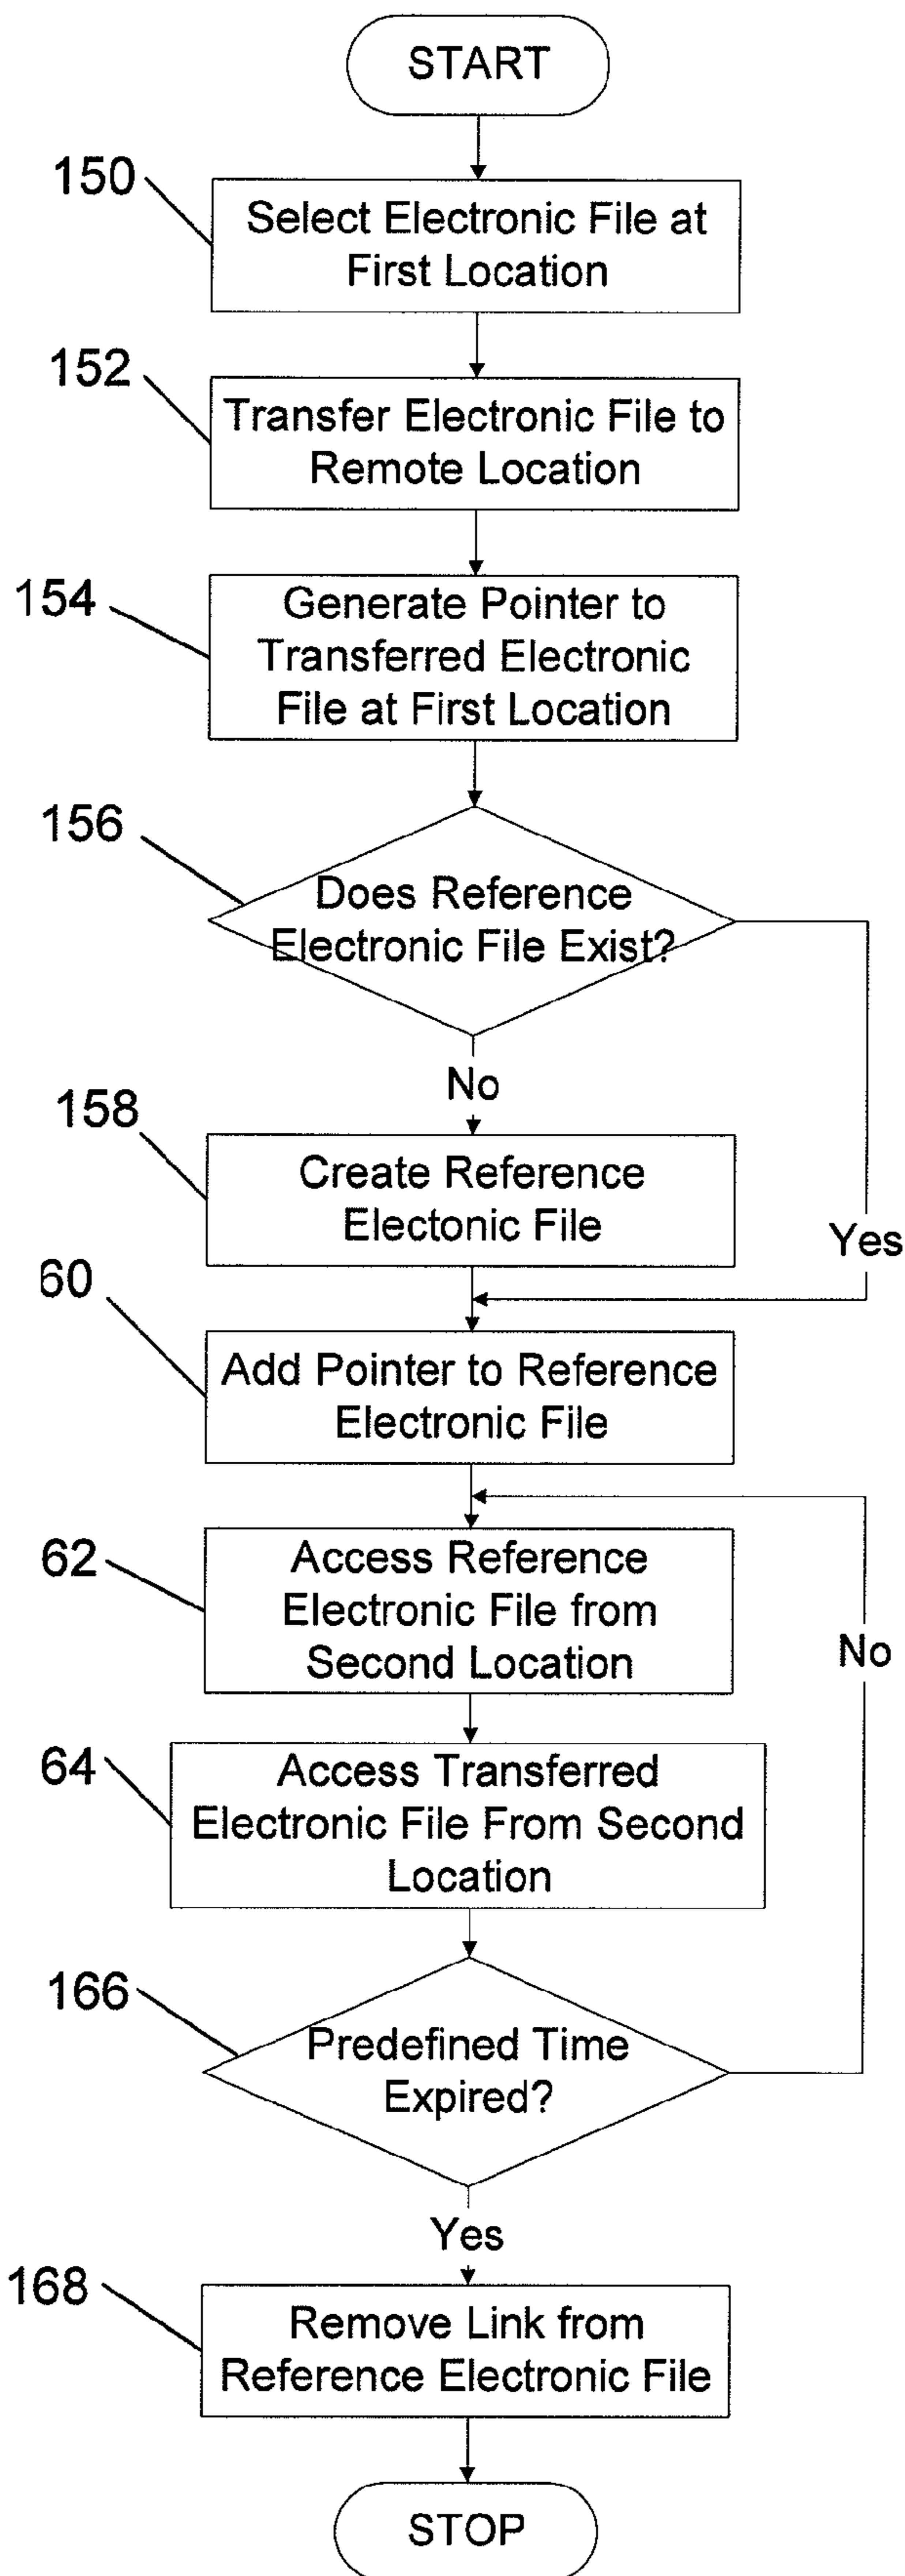 START
150
Select Electronic File at
First Location
152
Transfer Electronic File to
Remote Location
154
Generate Pointer to
Transferred Electronic
File at First Location
156
Does Reference
Electronic File Exist?
No
158
Create Reference
Electonic File
Yes
60
Add Pointer to Reference
Electronic File
62
Access Reference
Electronic File from
Second Location
No
64
Access Transferred
Electronic File From Second
Location
166
Predefined Time
Expired?
Yes
168
Remove Link from
Reference Electronic File
STOP